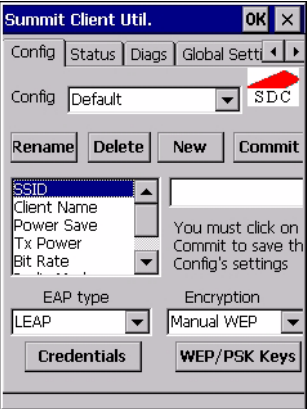 Summit Client Util. OK ×
Config Status Diags Global Setti
Config Default
SDC
Rename Delete New Commit
SSID
Client Name
Power Save
Tx Power
Bit Rate
You must click on
Commit to save th
Config's settings
EAP type Encryption
LEAP Manual WEP
Credentials WEP/PSK Keys